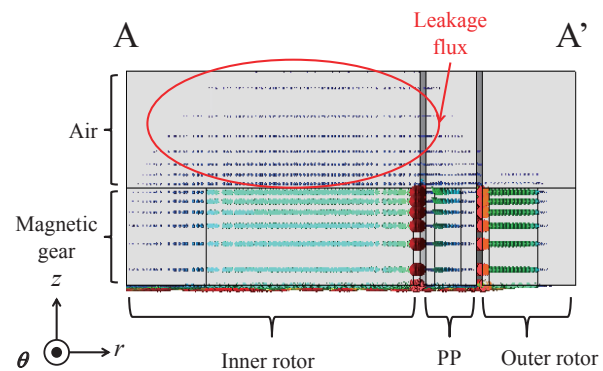 A
Leakage
flux
A’
Air
Magnetic
gear
z
θ
r
Inner rotor
PP
Outer rotor